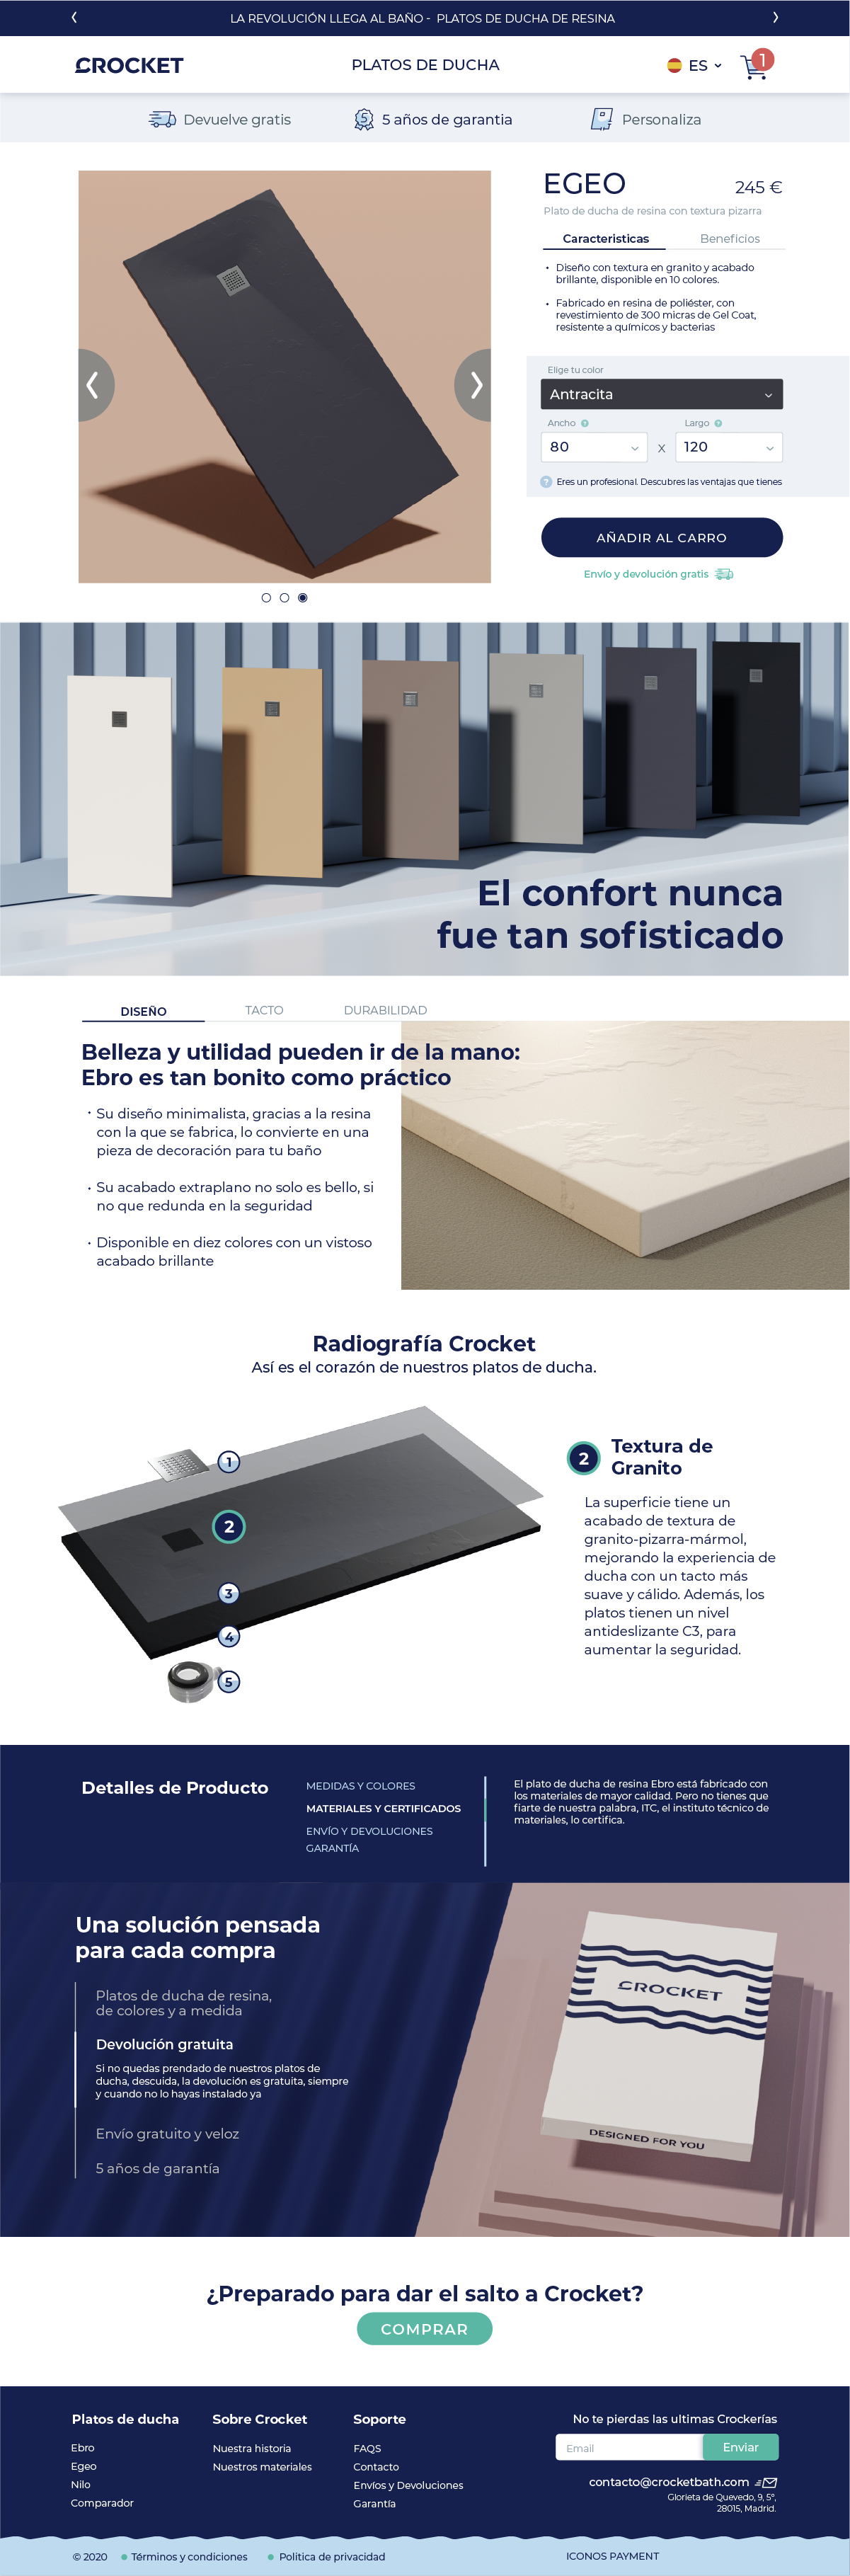 LA REVOLUCIÓN LLEGA AL BAÑO - PLATOS DE DUCHA DE RESINA
CROCKET
PLATOS DE DUCHA
ES
1
Devuelve gratis
5
5 años de garantia
Personaliza
EGEO
245 €
Plato de ducha de resina con textura pizarra
Caracteristicas
Beneficios
• Diseño con textura en granito y acabado
brillante, disponible en 10 colores.
• Fabricado en resina de poliéster, con
revestimiento de 300 micras de Gel Coat,
resistente a químicos y bacterias
Elige tu color
Antracita
Ancho ?
Largo ?
80
X
120
? Eres un profesional. Descubres las ventajas que tienes
AÑADIR AL CARRO
Envío y devolución gratis
El confort nunca
fue tan sofisticado
DISEÑO
TACTO
DURABILIDAD
Belleza y utilidad pueden ir de la mano:
Ebro es tan bonito como práctico
• Su diseño minimalista, gracias a la resina
con la que se fabrica, lo convierte en una
pieza de decoración para tu baño
• Su acabado extraplano no solo es bello, si
no que redunda en la seguridad
• Disponible en diez colores con un vistoso
acabado brillante
Radiografía Crocket
Así es el corazón de nuestros platos de ducha.
1
2
3
4
5
2
Textura de
Granito
La superficie tiene un
acabado de textura de
granito-pizarra-mármol,
mejorando la experiencia de
ducha con un tacto más
suave y cálido. Además, los
platos tienen un nivel
antideslizante C3, para
aumentar la seguridad.
Detalles de Producto
MEDIDAS Y COLORES
MATERIALES Y CERTIFICADOS
ENVÍO Y DEVOLUCIONES
GARANTÍA
El plato de ducha de resina Ebro está fabricado con
los materiales de mayor calidad. Pero no tienes que
fiarte de nuestra palabra, ITC, el instituto técnico de
materiales, lo certifica.
Una solución pensada
para cada compra
Platos de ducha de resina,
de colores y a medida
Devolución gratuita
Si no quedas prendado de nuestros platos de
ducha, descuida, la devolución es gratuita, siempre
y cuando no lo hayas instalado ya
Envío gratuito y veloz
5 años de garantía
CROCKET
DESIGNED FOR YOU
¿Preparado para dar el salto a Crocket?
COMPRAR
Platos de ducha
Ebro
Egeo
Nilo
Comparador
Sobre Crocket
Nuestra historia
Nuestros materiales
Soporte
FAQS
Contacto
Envíos y Devoluciones
Garantía
No te pierdas las ultimas Crockerías
Email
Enviar
contacto@crocketbath.com
Glorieta de Quevedo, 9, 5º,
28015, Madrid.
© 2020
Términos y condiciones
Politica de privacidad
ICONOS PAYMENT